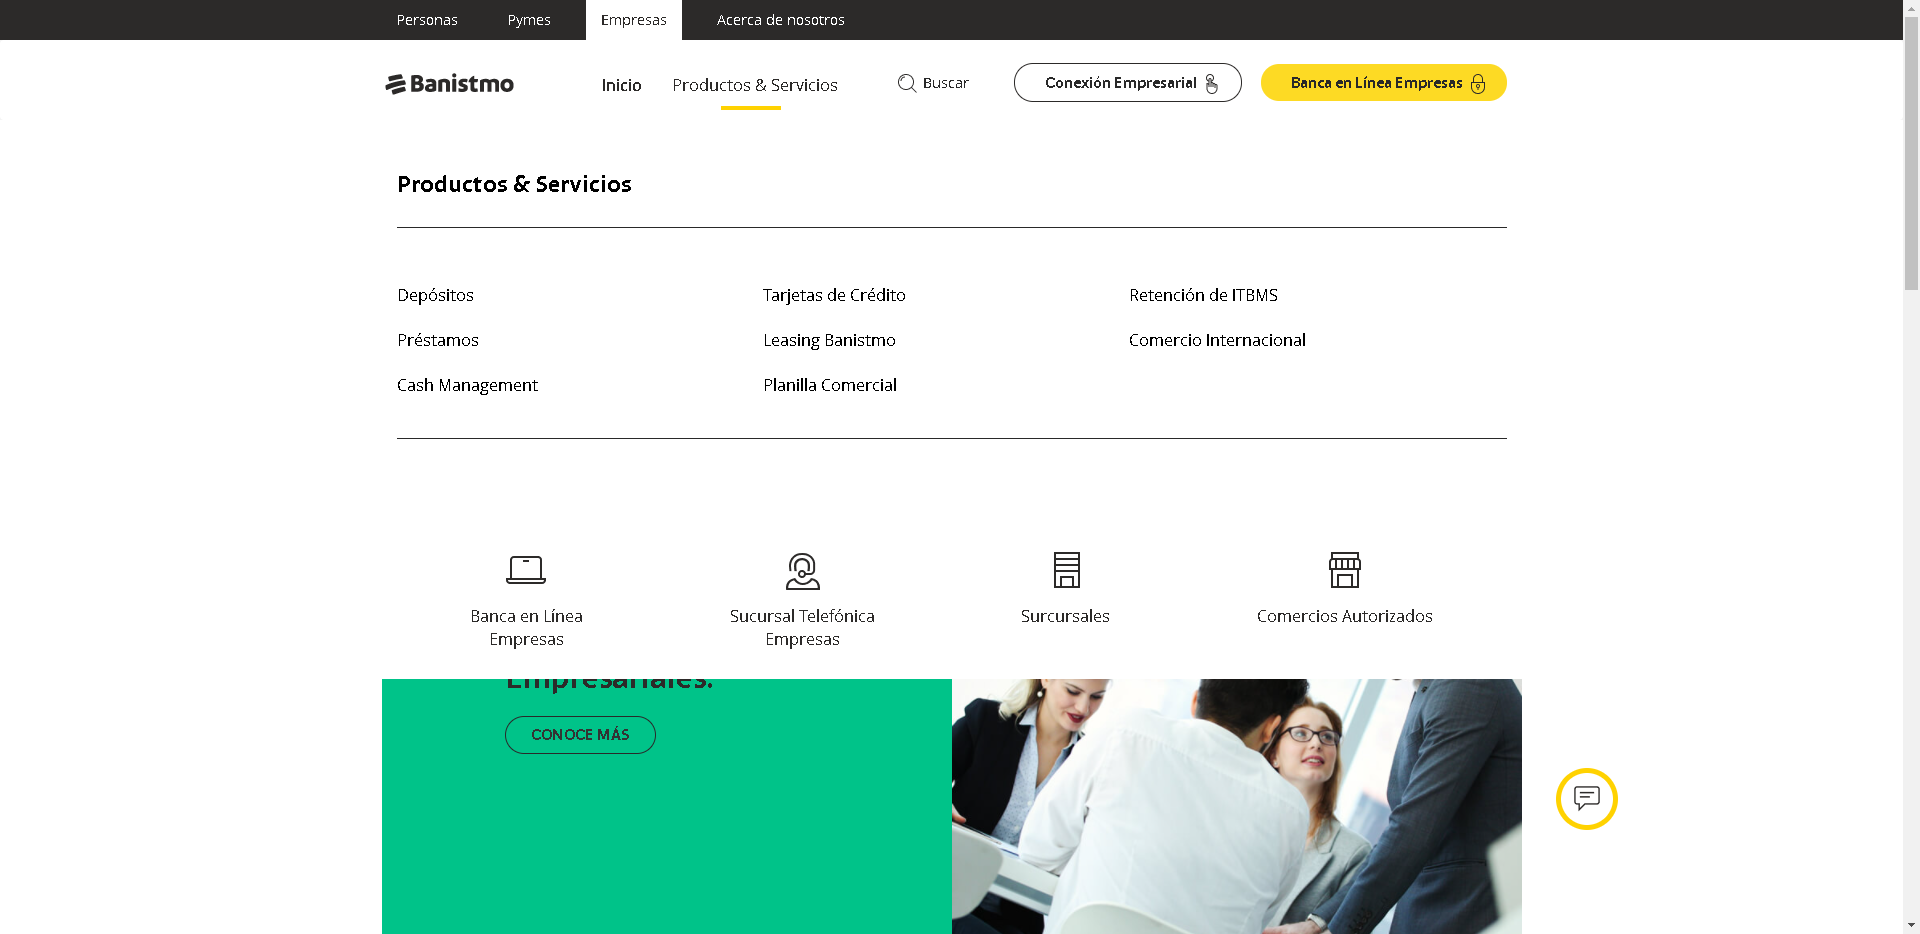 Personas Pymes Empresas Acerca de nosotros
Banistmo Inicio Productos & Servicios Buscar Conexión Empresarial Banca en Línea Empresas
Productos & Servicios
Depósitos Tarjetas de Crédito Retención de ITBMS
Préstamos Leasing Banistmo Comercio Internacional
Cash Management Planilla Comercial
Banca en Línea
Empresas
Sucursal Telefónica
Empresas
Surcursales
Comercios Autorizados
Empresariales.
CONOCE MÁS